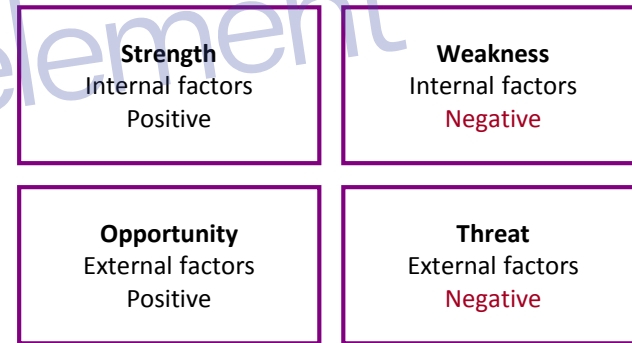 element
Strength
Internal factors
Positive
Weakness
Internal factors
Negative
Opportunity
External factors
Positive
Threat
External factors
Negative